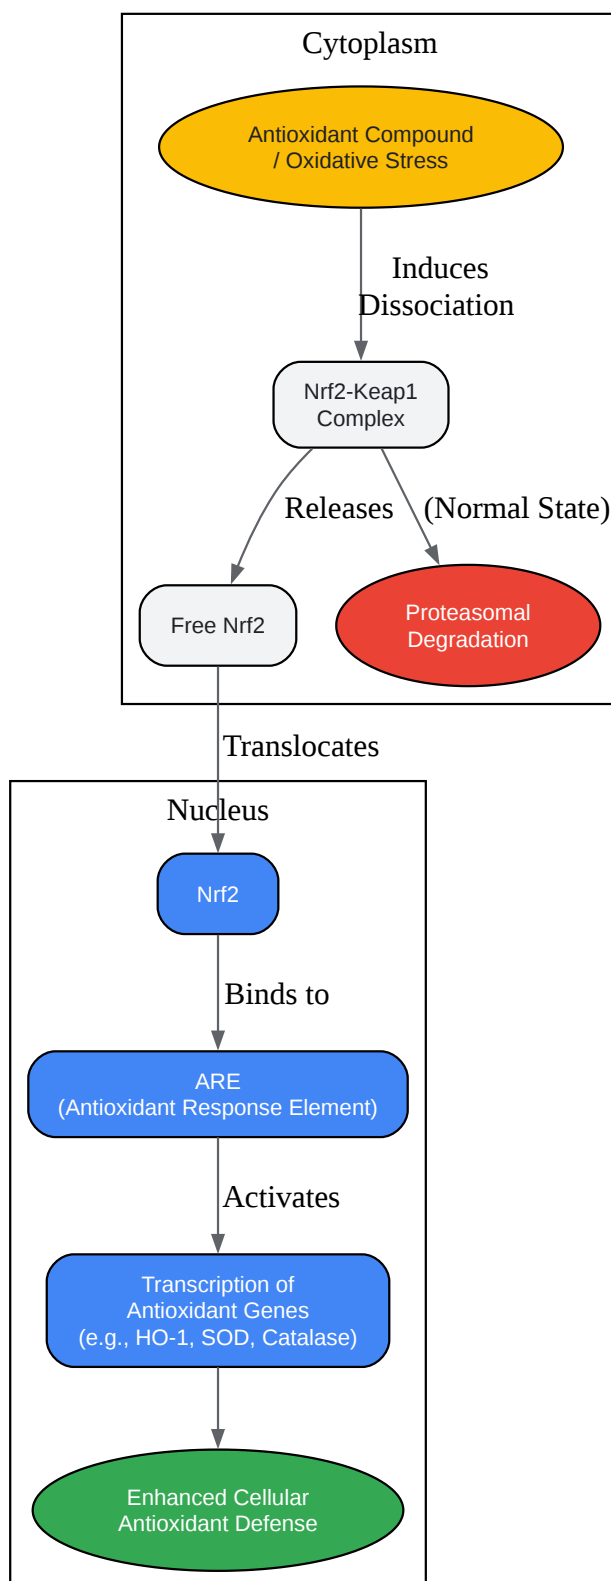 Cytoplasm
Antioxidant Compound
/ Oxidative Stress
Induces
Dissociation
Nrf2-Keap1
Complex
Releases
(Normal State)
Free Nrf2
Proteasomal
Degradation
Translocates
Nucleus
Nrf2
Binds to
ARE
(Antioxidant Response Element)
Activates
Transcription of
Antioxidant Genes
(e.g., HO-1, SOD, Catalase)
Enhanced Cellular
Antioxidant Defense